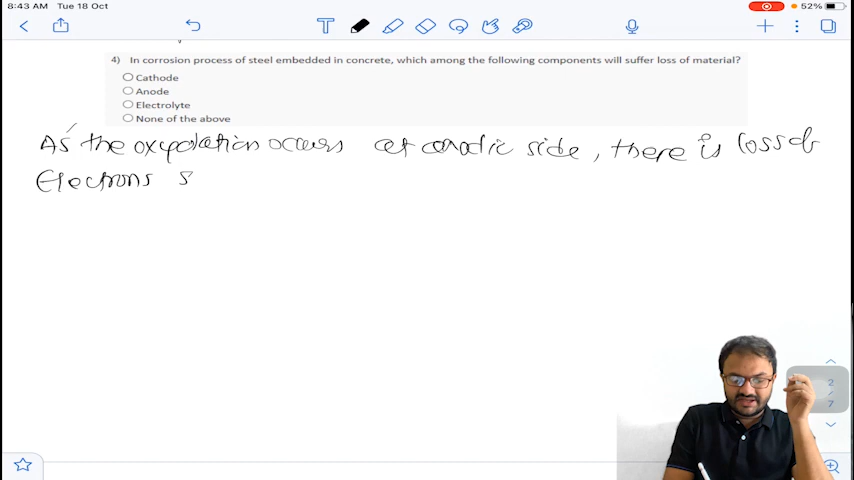 8:43 AM Tue 18 Oct
52%
T
4) In corrosion process of steel embedded in concrete, which among the following components will suffer loss of material?
Cathode
Anode
Electrolyte
None of the above
As the oxydation occurs at anodic side, there is loss of
Electrons s
2
7